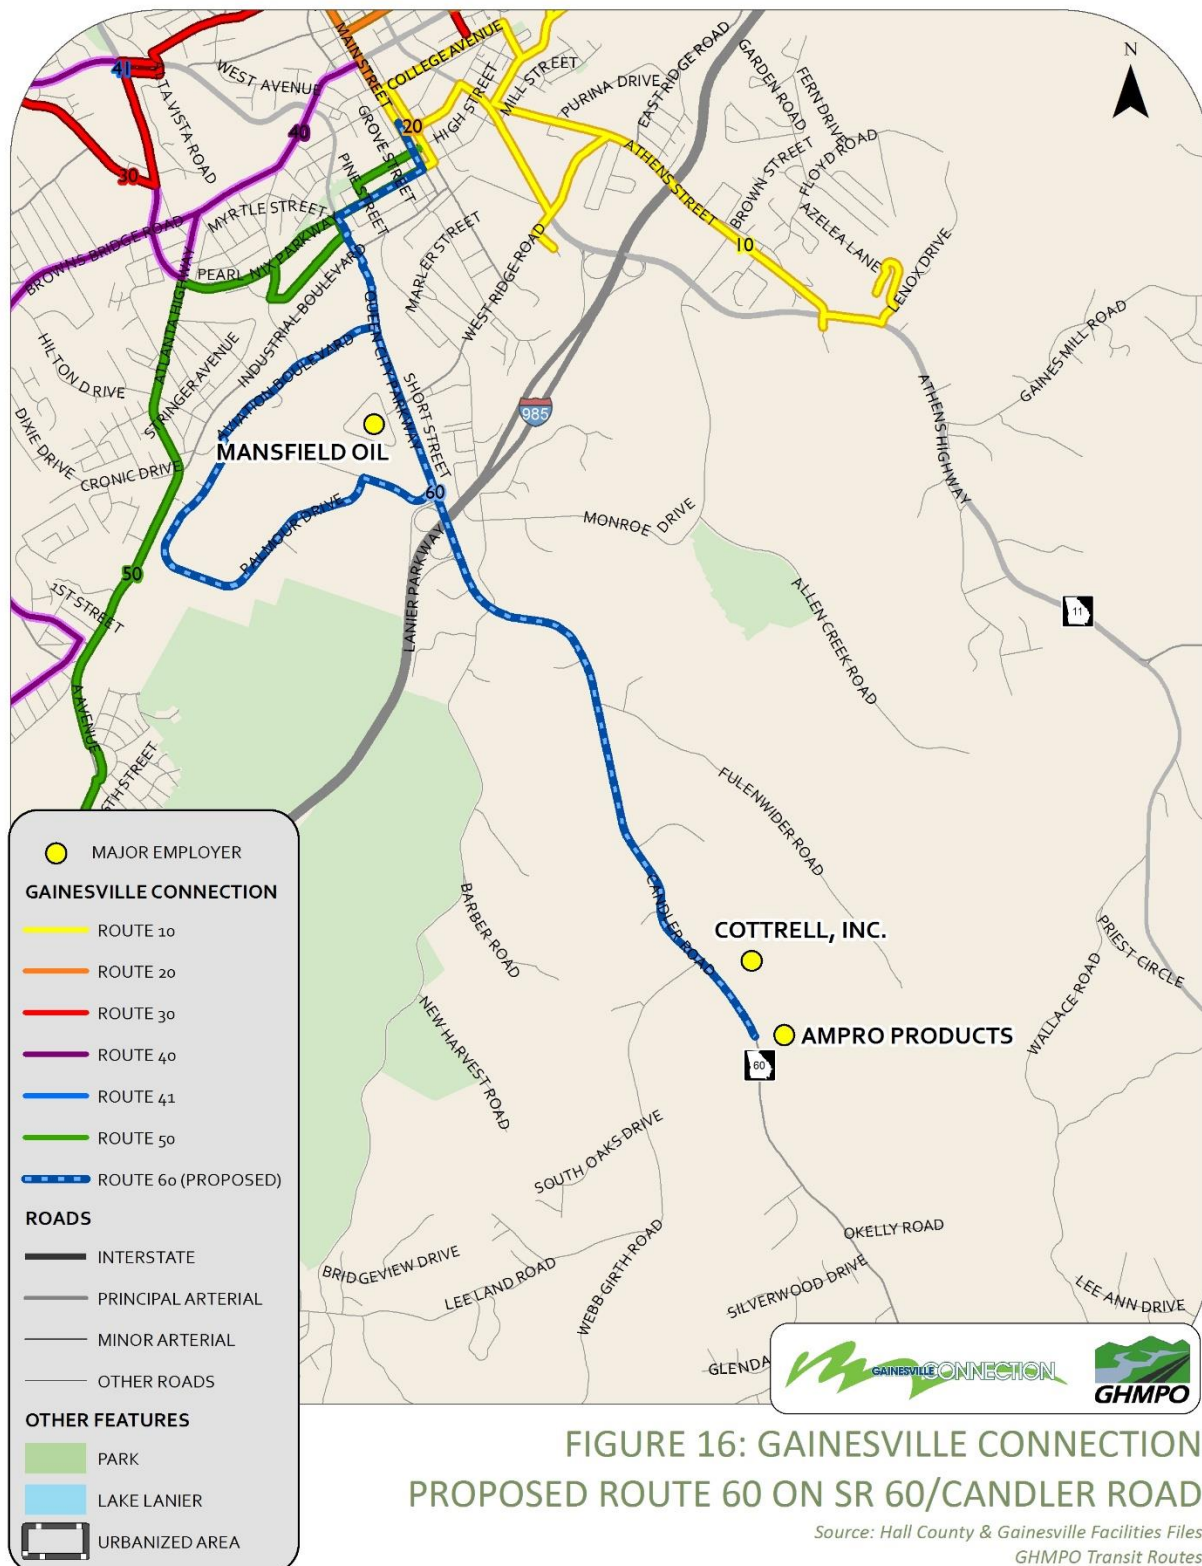 N
MAIN STREET
COLLEGE AVENUE
WEST AVENUE
41
TA VISTA ROAD
40
GROVE STREET
20
HIGH STREET
MILL STREET
PURINA DRIVE
EAST RIDGE ROAD
GARDEN ROAD
FERN DRIVE
FLOYD ROAD
BROWN STREET
ATHENS STREET
AZELEA LANE
10
LENOX DRIVE
30
PINE STREET
MYRTLE STREET
BROWNS BRIDGE ROAD
PEARL NIX PARKWAY
MARLER STREET
WEST RIDGE ROAD
ATLANTA HIGHWAY
INDUSTRIAL BOULEVARD
QUEEN CITY PARKWAY
HILTON DRIVE
STRINGER AVENUE
AVIATION BOULEVARD
SHORT STREET
985
GAINES MILL ROAD
ATHENS HIGHWAY
DIXIE DRIVE
CRONIC DRIVE
MANSFIELD OIL
60
PALMOUR DRIVE
MONROE DRIVE
50
1ST STREET
LANIER PARKWAY
ALLEN CREEK ROAD
11
A AVENUE
6TH STREET
FULENWIDER ROAD
CANDLER ROAD
BARBER ROAD
COTTRELL, INC.
PRIEST CIRCLE
WALLACE ROAD
NEW HARVEST ROAD
AMPRO PRODUCTS
60
SOUTH OAKS DRIVE
OKELLY ROAD
BRIDGEVIEW DRIVE
LEE LAND ROAD
WEBB GIRTH ROAD
SILVERWOOD DRIVE
LEE ANN DRIVE
GLENDA
MAJOR EMPLOYER
GAINESVILLE CONNECTION
ROUTE 10
ROUTE 20
ROUTE 30
ROUTE 40
ROUTE 41
ROUTE 50
ROUTE 60 (PROPOSED)
ROADS
INTERSTATE
PRINCIPAL ARTERIAL
MINOR ARTERIAL
OTHER ROADS
OTHER FEATURES
PARK
LAKE LANIER
URBANIZED AREA
GAINESVILLE CONNECTION
GHMPO
FIGURE 16: GAINESVILLE CONNECTION
PROPOSED ROUTE 60 ON SR 60/CANDLER ROAD
Source: Hall County & Gainesville Facilities Files
GHMPO Transit Routes